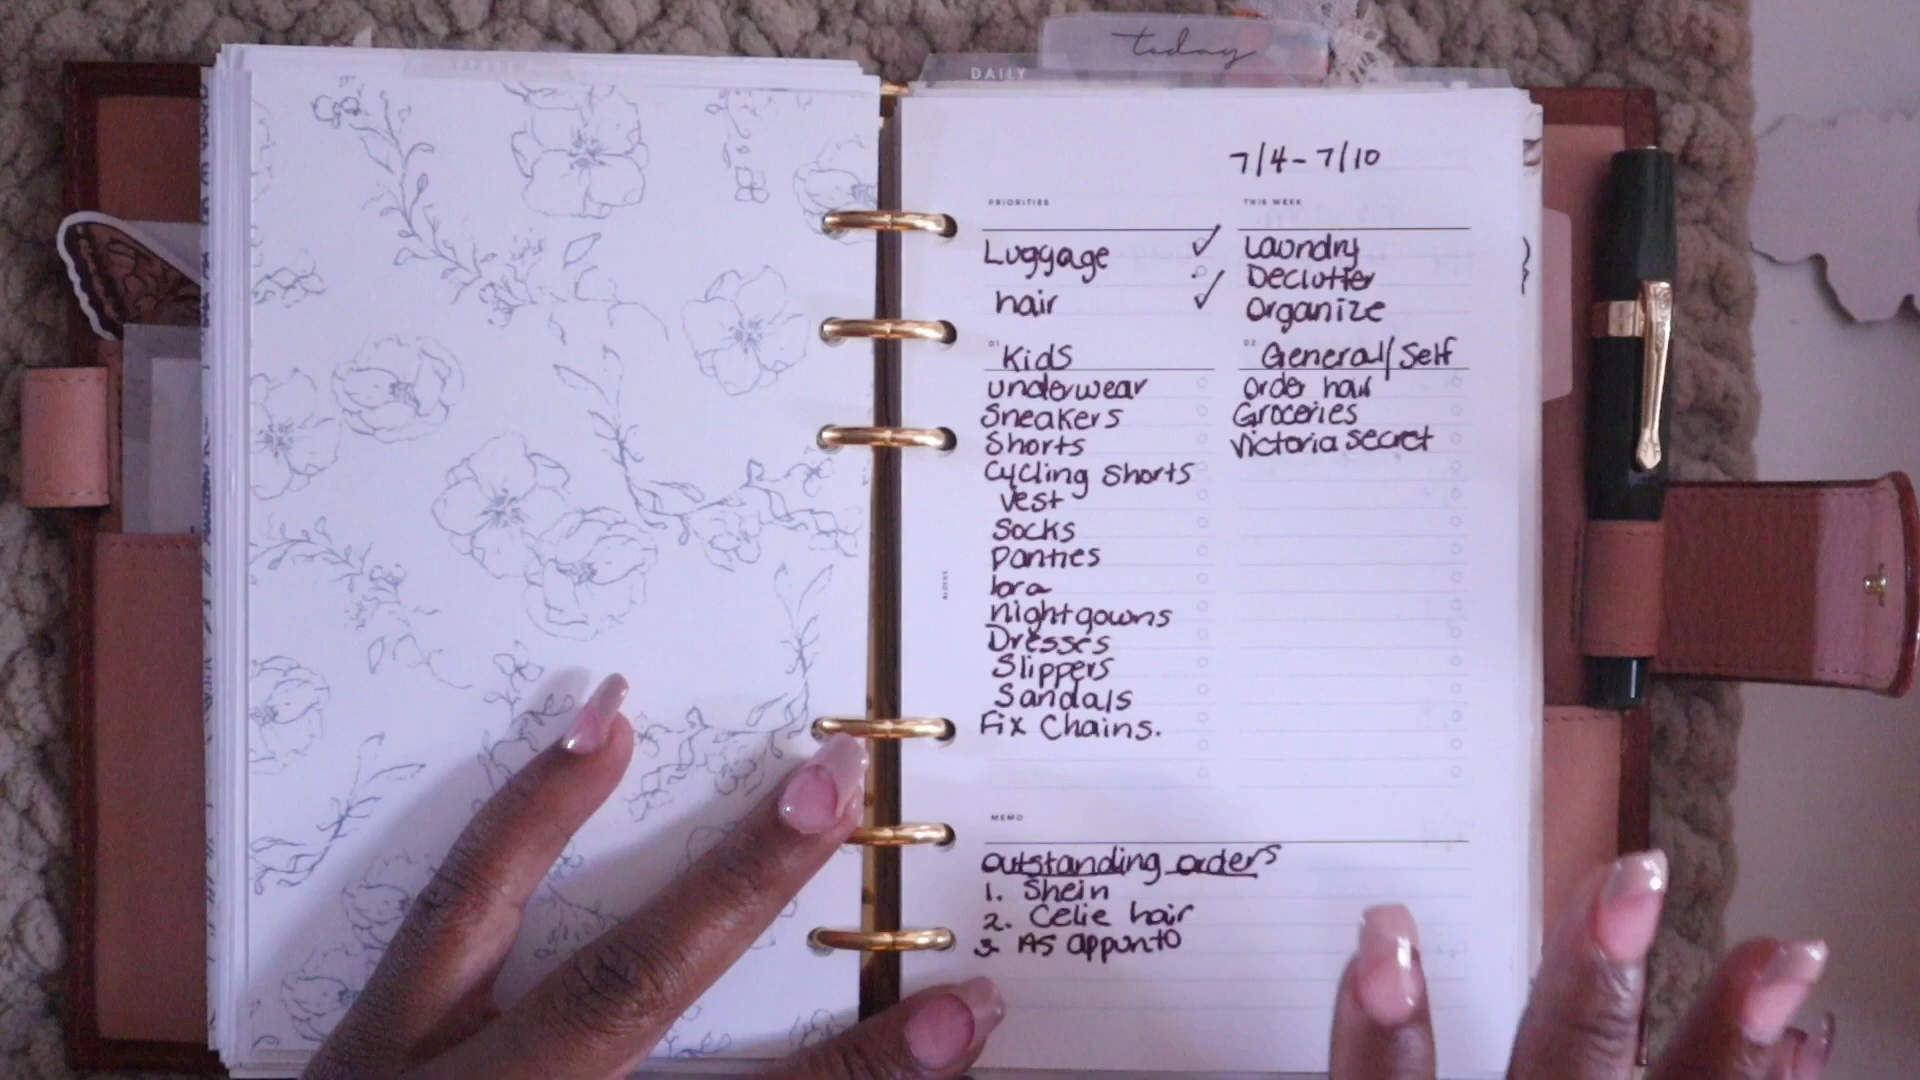 today
DAILY
7/4 - 7/10
PRIORITIES
Luggage
hair
THIS WEEK
Laundry
Declutter
Organize
01
Kids
underwear
Sneakers
Shorts
Cycling Shorts
Vest
Socks
Panties
bra
nightgowns
Dresses
Slippers
Sandals
Fix Chains.
02
General/Self
order hair
Groceries
Victoria Secret
MEMO
outstanding orders
1. Shein
2. Celie hair
3. AS appunto